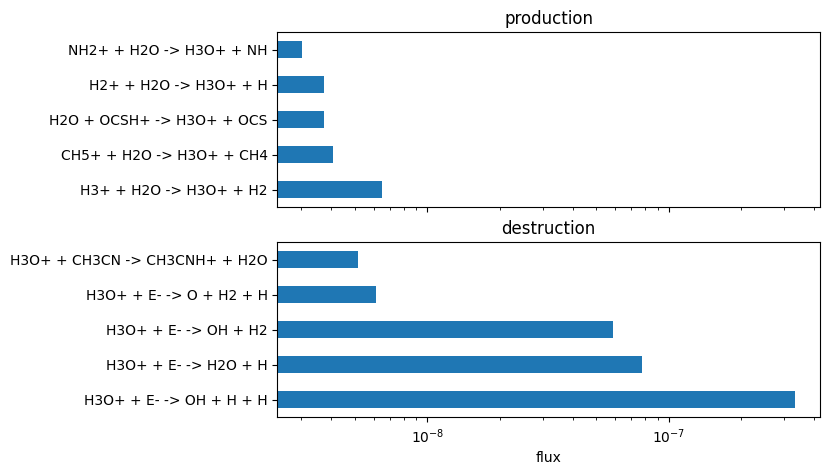 production
NH2+ + H2O -> H3O+ + NH
H2+ + H2O -> H3O+ + H
H2O + OCSH+ -> H3O+ + OCS
CH5+ + H2O -> H3O+ + CH4
H3+ + H2O -> H3O+ + H2
destruction
H3O+ + CH3CN -> CH3CNH+ + H2O
H3O+ + E- -> O + H2 + H
H3O+ + E- -> OH + H2
H3O+ + E- -> H2O + H
H3O+ + E- -> OH + H + H
10⁻⁸ 10⁻⁷
flux